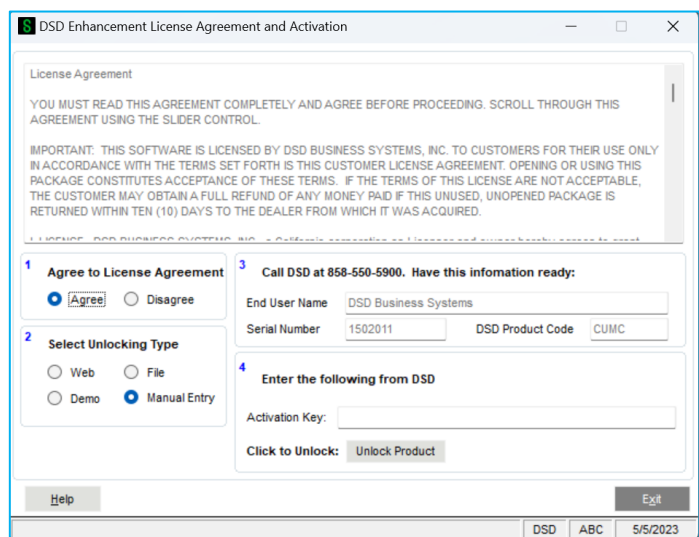 DSD Enhancement License Agreement and Activation
License Agreement
YOU MUST READ THIS AGREEMENT COMPLETELY AND AGREE BEFORE PROCEEDING. SCROLL THROUGH THIS
AGREEMENT USING THE SLIDER CONTROL.
IMPORTANT: THIS SOFTWARE IS LICENSED BY DSD BUSINESS SYSTEMS, INC. TO CUSTOMERS FOR THEIR USE ONLY
IN ACCORDANCE WITH THE TERMS SET FORTH IS THIS CUSTOMER LICENSE AGREEMENT. OPENING OR USING THIS
PACKAGE CONSTITUTES ACCEPTANCE OF THESE TERMS. IF THE TERMS OF THIS LICENSE ARE NOT ACCEPTABLE,
THE CUSTOMER MAY OBTAIN A FULL REFUND OF ANY MONEY PAID IF THIS UNUSED, UNOPENED PACKAGE IS
RETURNED WITHIN TEN (10) DAYS TO THE DEALER FROM WHICH IT WAS ACQUIRED.
1 Agree to License Agreement
Agree Disagree
2 Select Unlocking Type
Web File
Demo Manual Entry
3 Call DSD at 858-550-5900. Have this infomation ready:
End User Name DSD Business Systems
Serial Number 1502011 DSD Product Code CUMC
4 Enter the following from DSD
Activation Key:
Click to Unlock: Unlock Product
Help Exit
DSD ABC 5/5/2023